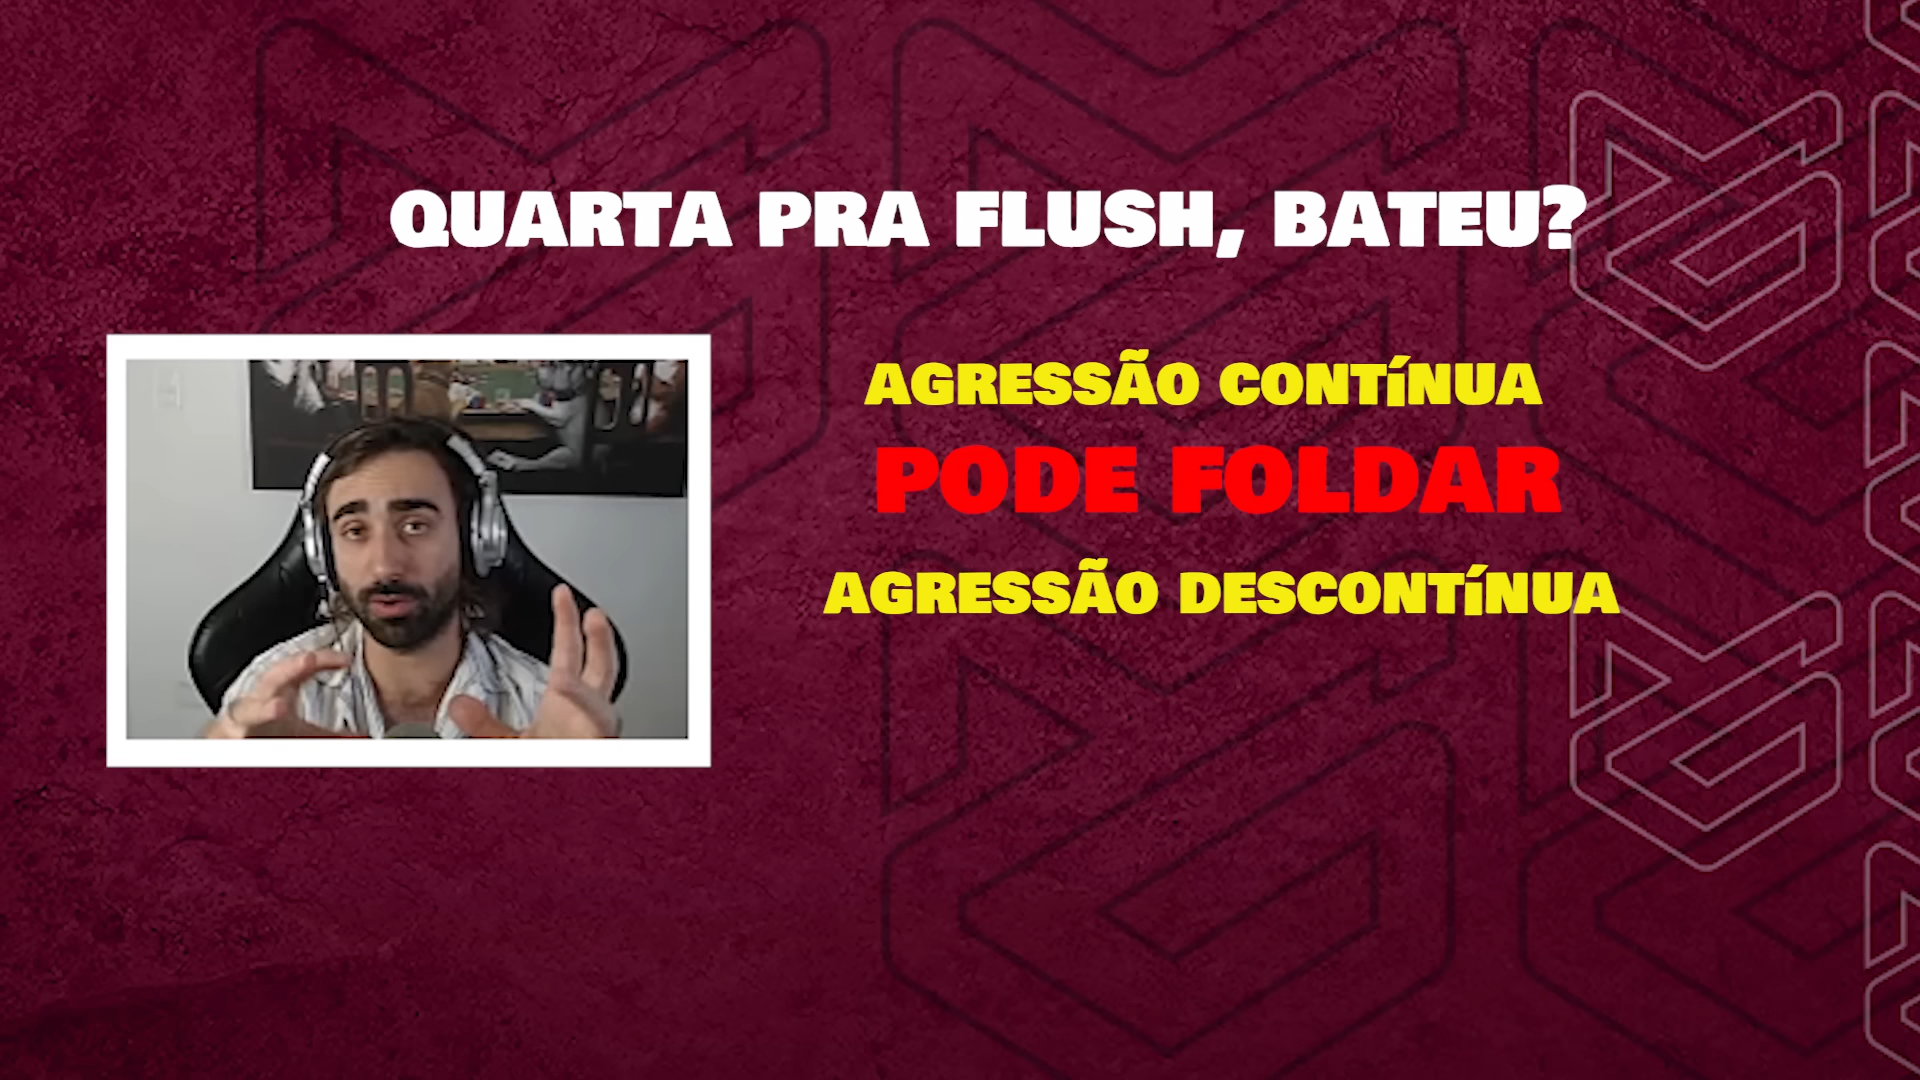 QUARTA PRA FLUSH, BATEU?
AGRESSÃO CONTÍNUA
PODE FOLDAR
AGRESSÃO DESCONTÍNUA